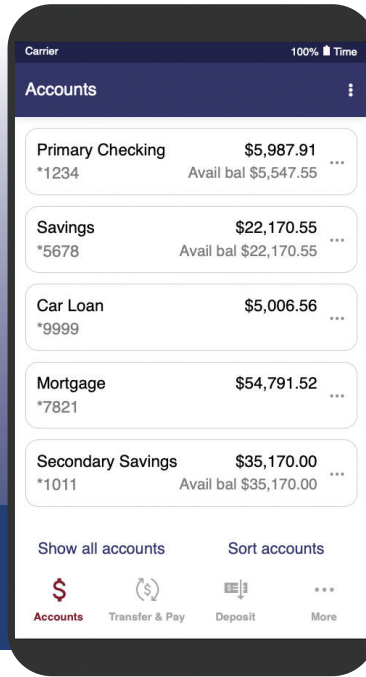 Carrier 100% Time
Accounts
Primary Checking $5,987.91
*1234 Avail bal $5,547.55
Savings $22,170.55
*5678 Avail bal $22,170.55
Car Loan $5,006.56
*9999
Mortgage $54,791.52
*7821
Secondary Savings $35,170.00
*1011 Avail bal $35,170.00
Show all accounts Sort accounts
Accounts Transfer & Pay Deposit More